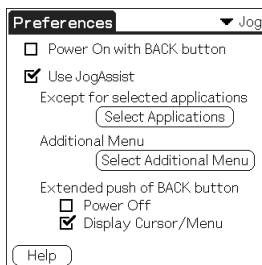 Preferences Jog
Power On with BACK button
Use JogAssist
Except for selected applications
Select Applications
Additional Menu
Select Additional Menu
Extended push of BACK button
Power Off
Display Cursor/Menu
Help